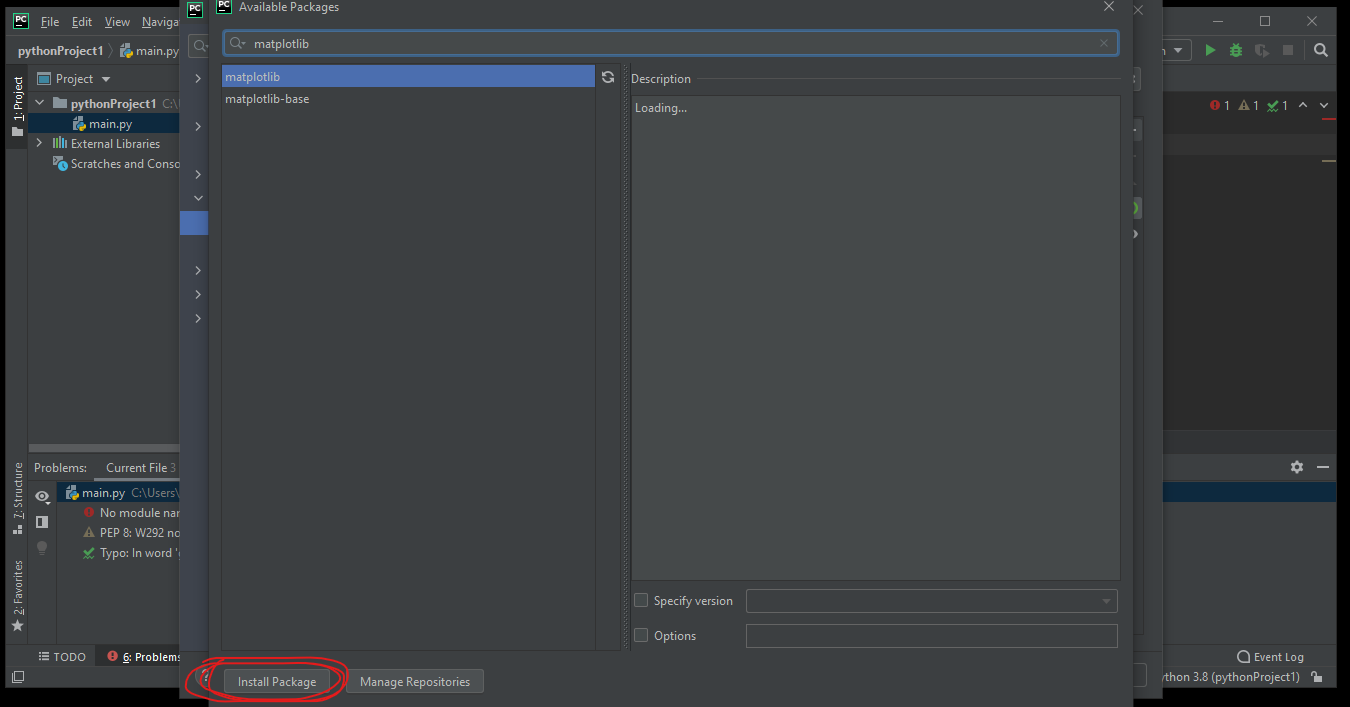 PC File Edit View Naviga
PC
PC Available Packages
pythonProject1 main.py
matplotlib
1: Project
Project
pythonProject1 C:\
main.py
External Libraries
Scratches and Conso
matplotlib
matplotlib-base
Description
Loading...
1 1 1
7: Structure
2: Favorites
Problems: Current File 3
main.py C:\Users\
No module nar
PEP 8: W292 no
Typo: In word '
Specify version
Options
TODO 6: Problems
Install Package
Manage Repositories
Event Log
ython 3.8 (pythonProject1)